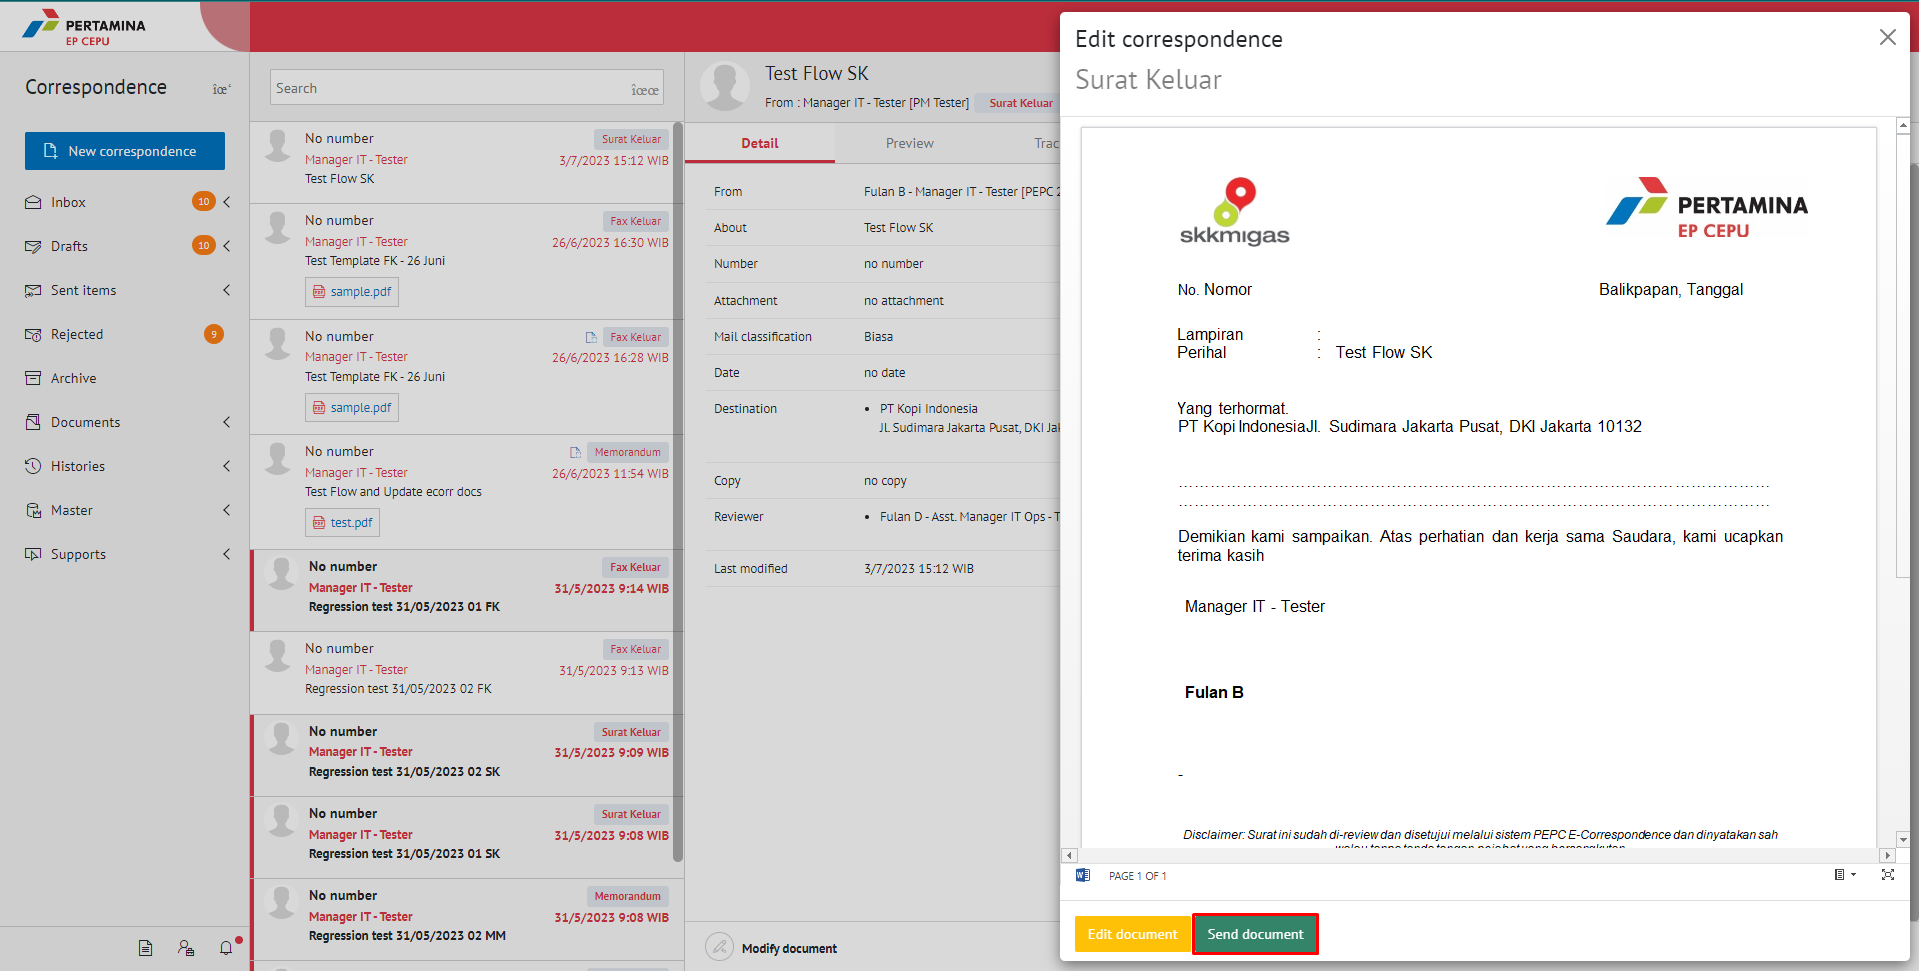 PERTAMINA
EP CEPU
Correspondence
îœ‘
New correspondence
Inbox
10
Drafts
10
Sent items
Rejected
9
Archive
Documents
Histories
Master
Supports
Search
îœœ
No number
Surat Keluar
Manager IT - Tester
3/7/2023 15:12 WIB
Test Flow SK
No number
Fax Keluar
Manager IT - Tester
26/6/2023 16:30 WIB
Test Template FK - 26 Juni
sample.pdf
No number
Fax Keluar
Manager IT - Tester
26/6/2023 16:28 WIB
Test Template FK - 26 Juni
sample.pdf
No number
Memorandum
Manager IT - Tester
26/6/2023 11:54 WIB
Test Flow and Update ecorr docs
test.pdf
No number
Fax Keluar
Manager IT - Tester
31/5/2023 9:14 WIB
Regression test 31/05/2023 01 FK
No number
Fax Keluar
Manager IT - Tester
31/5/2023 9:13 WIB
Regression test 31/05/2023 02 FK
No number
Surat Keluar
Manager IT - Tester
31/5/2023 9:09 WIB
Regression test 31/05/2023 02 SK
No number
Surat Keluar
Manager IT - Tester
31/5/2023 9:08 WIB
Regression test 31/05/2023 01 SK
No number
Memorandum
Manager IT - Tester
31/5/2023 9:08 WIB
Regression test 31/05/2023 02 MM
Test Flow SK
From : Manager IT - Tester [PM Tester]
Surat Keluar
Detail
Preview
Trac
From
Fulan B - Manager IT - Tester [PEPC 2
About
Test Flow SK
Number
no number
Attachment
no attachment
Mail classification
Biasa
Date
no date
Destination
• PT Kopi Indonesia
Jl. Sudimara Jakarta Pusat, DKI Jak
Copy
no copy
Reviewer
• Fulan D - Asst. Manager IT Ops - T
Last modified
3/7/2023 15:12 WIB
Modify document
Edit correspondence
Surat Keluar
skkmigas
PERTAMINA
EP CEPU
No. Nomor
Balikpapan, Tanggal
Lampiran :
Perihal : Test Flow SK
Yang terhormat.
PT Kopi IndonesiaJl. Sudimara Jakarta Pusat, DKI Jakarta 10132
……………………………………………………………………………………………
……………………………………………………………………………………………
Demikian kami sampaikan. Atas perhatian dan kerja sama Saudara, kami ucapkan
terima kasih
Manager IT - Tester
Fulan B
-
Disclaimer: Surat ini sudah di-review dan disetujui melalui sistem PEPC E-Correspondence dan dinyatakan sah
PAGE 1 OF 1
Edit document
Send document